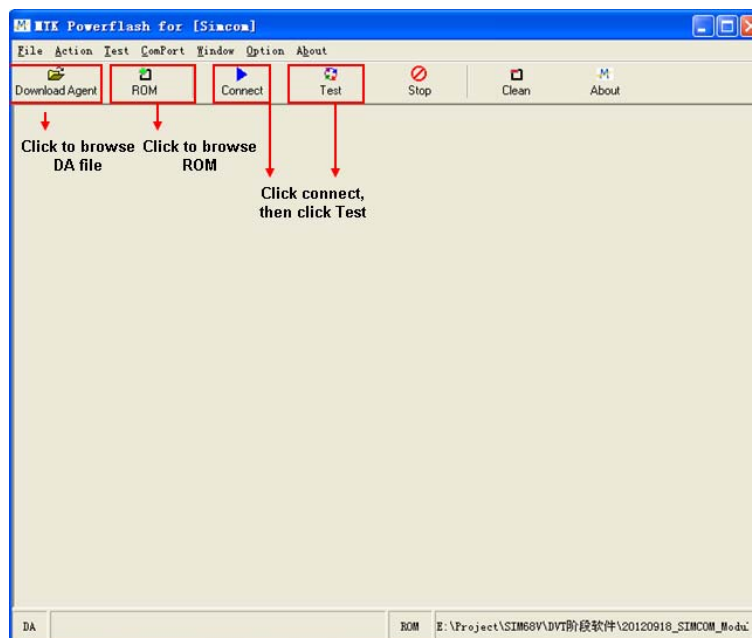 MTK Powerflash for [Simcom]
File Action Test ComPort Window Option About
Download Agent ROM Connect Test Stop Clean About
Click to browse DA file
Click to browse ROM
Click connect, then click Test
DA ROM E:\Project\SIM68V\DVT阶段软件\20120918_SIMCOM_Modul